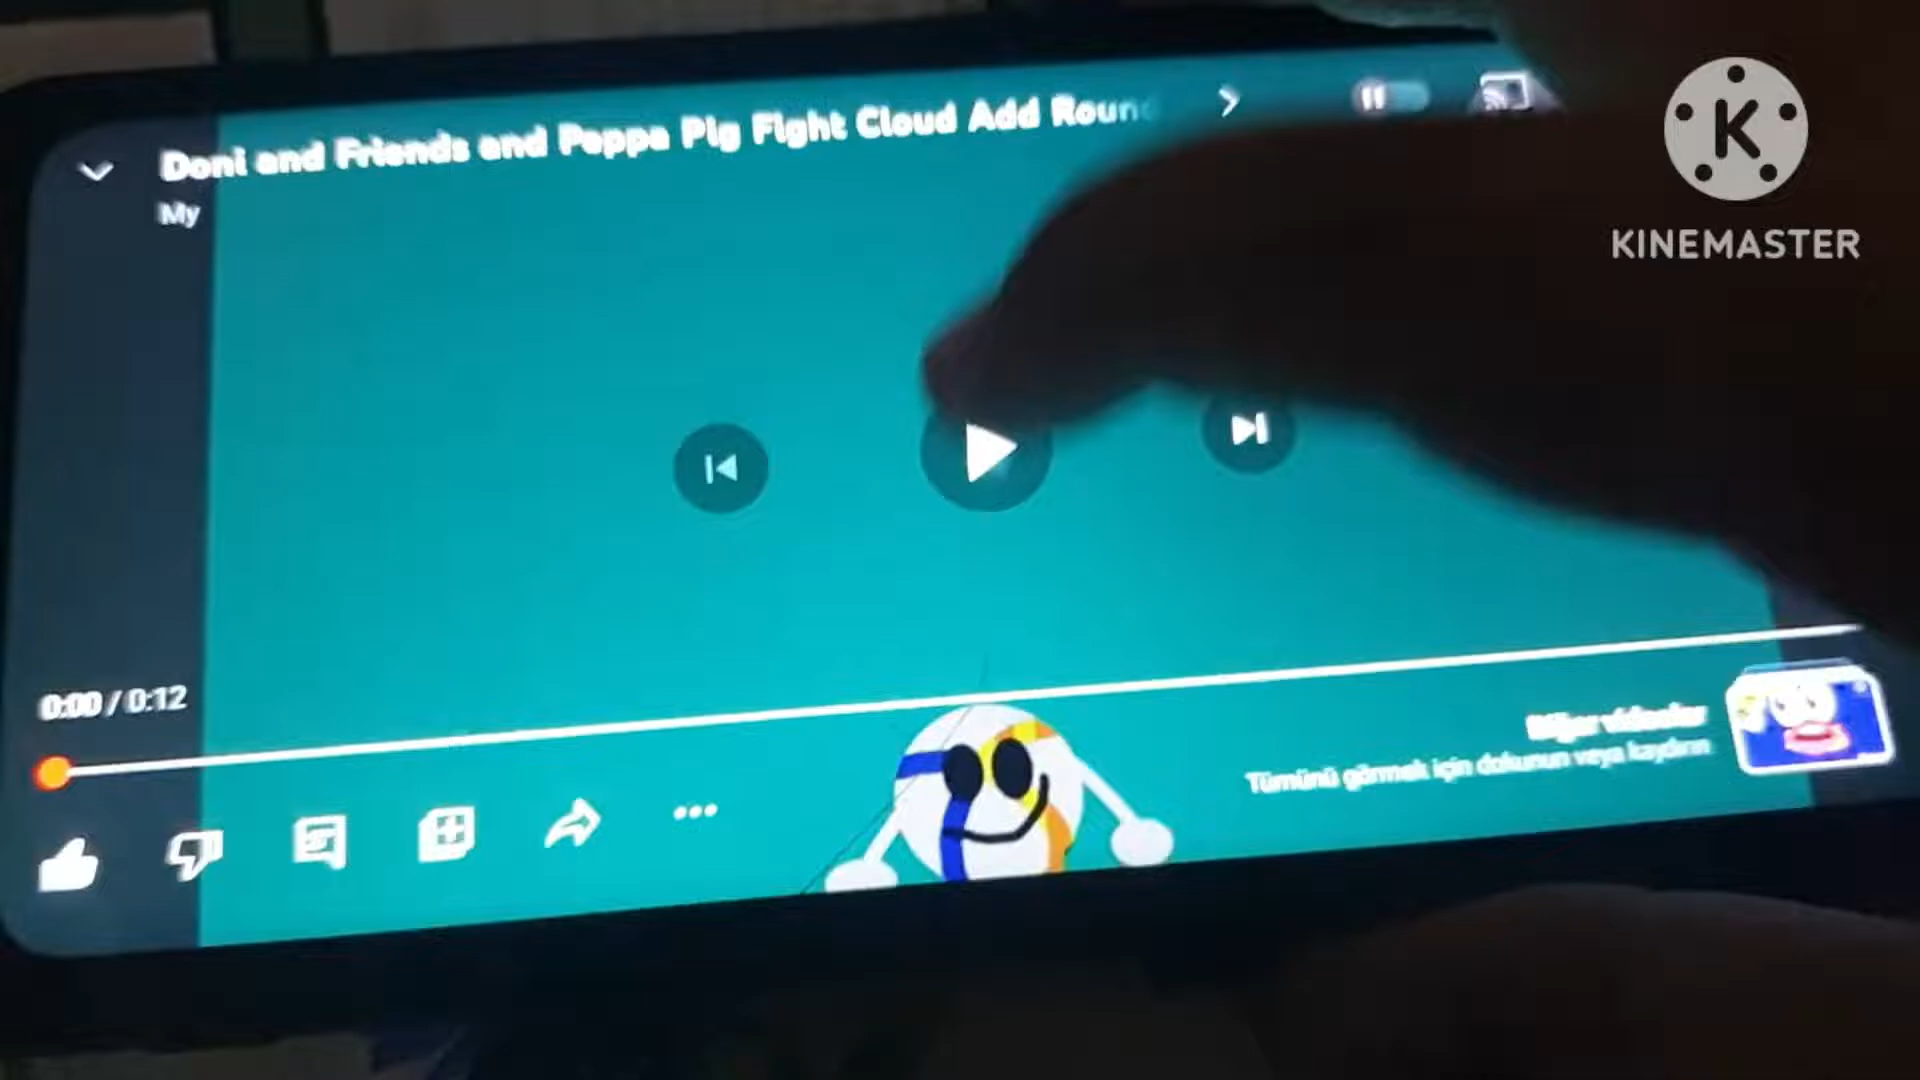 Doni and Friends and Peppa Pig Fight Cloud Add Round
My
K
KINEMASTER
0:00 / 0:12
Diğer videolar
Tümünü görmek için dokunun veya kaydırın